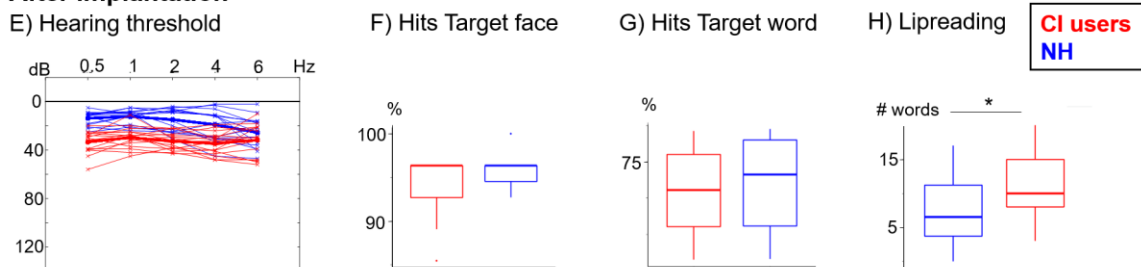 E) Hearing threshold
F) Hits Target face
G) Hits Target word
H) Lipreading
CI users
NH
dB 0,5 1 2 4 6 Hz
0
40
80
120
%
100
90
%
75
# words
*
15
5